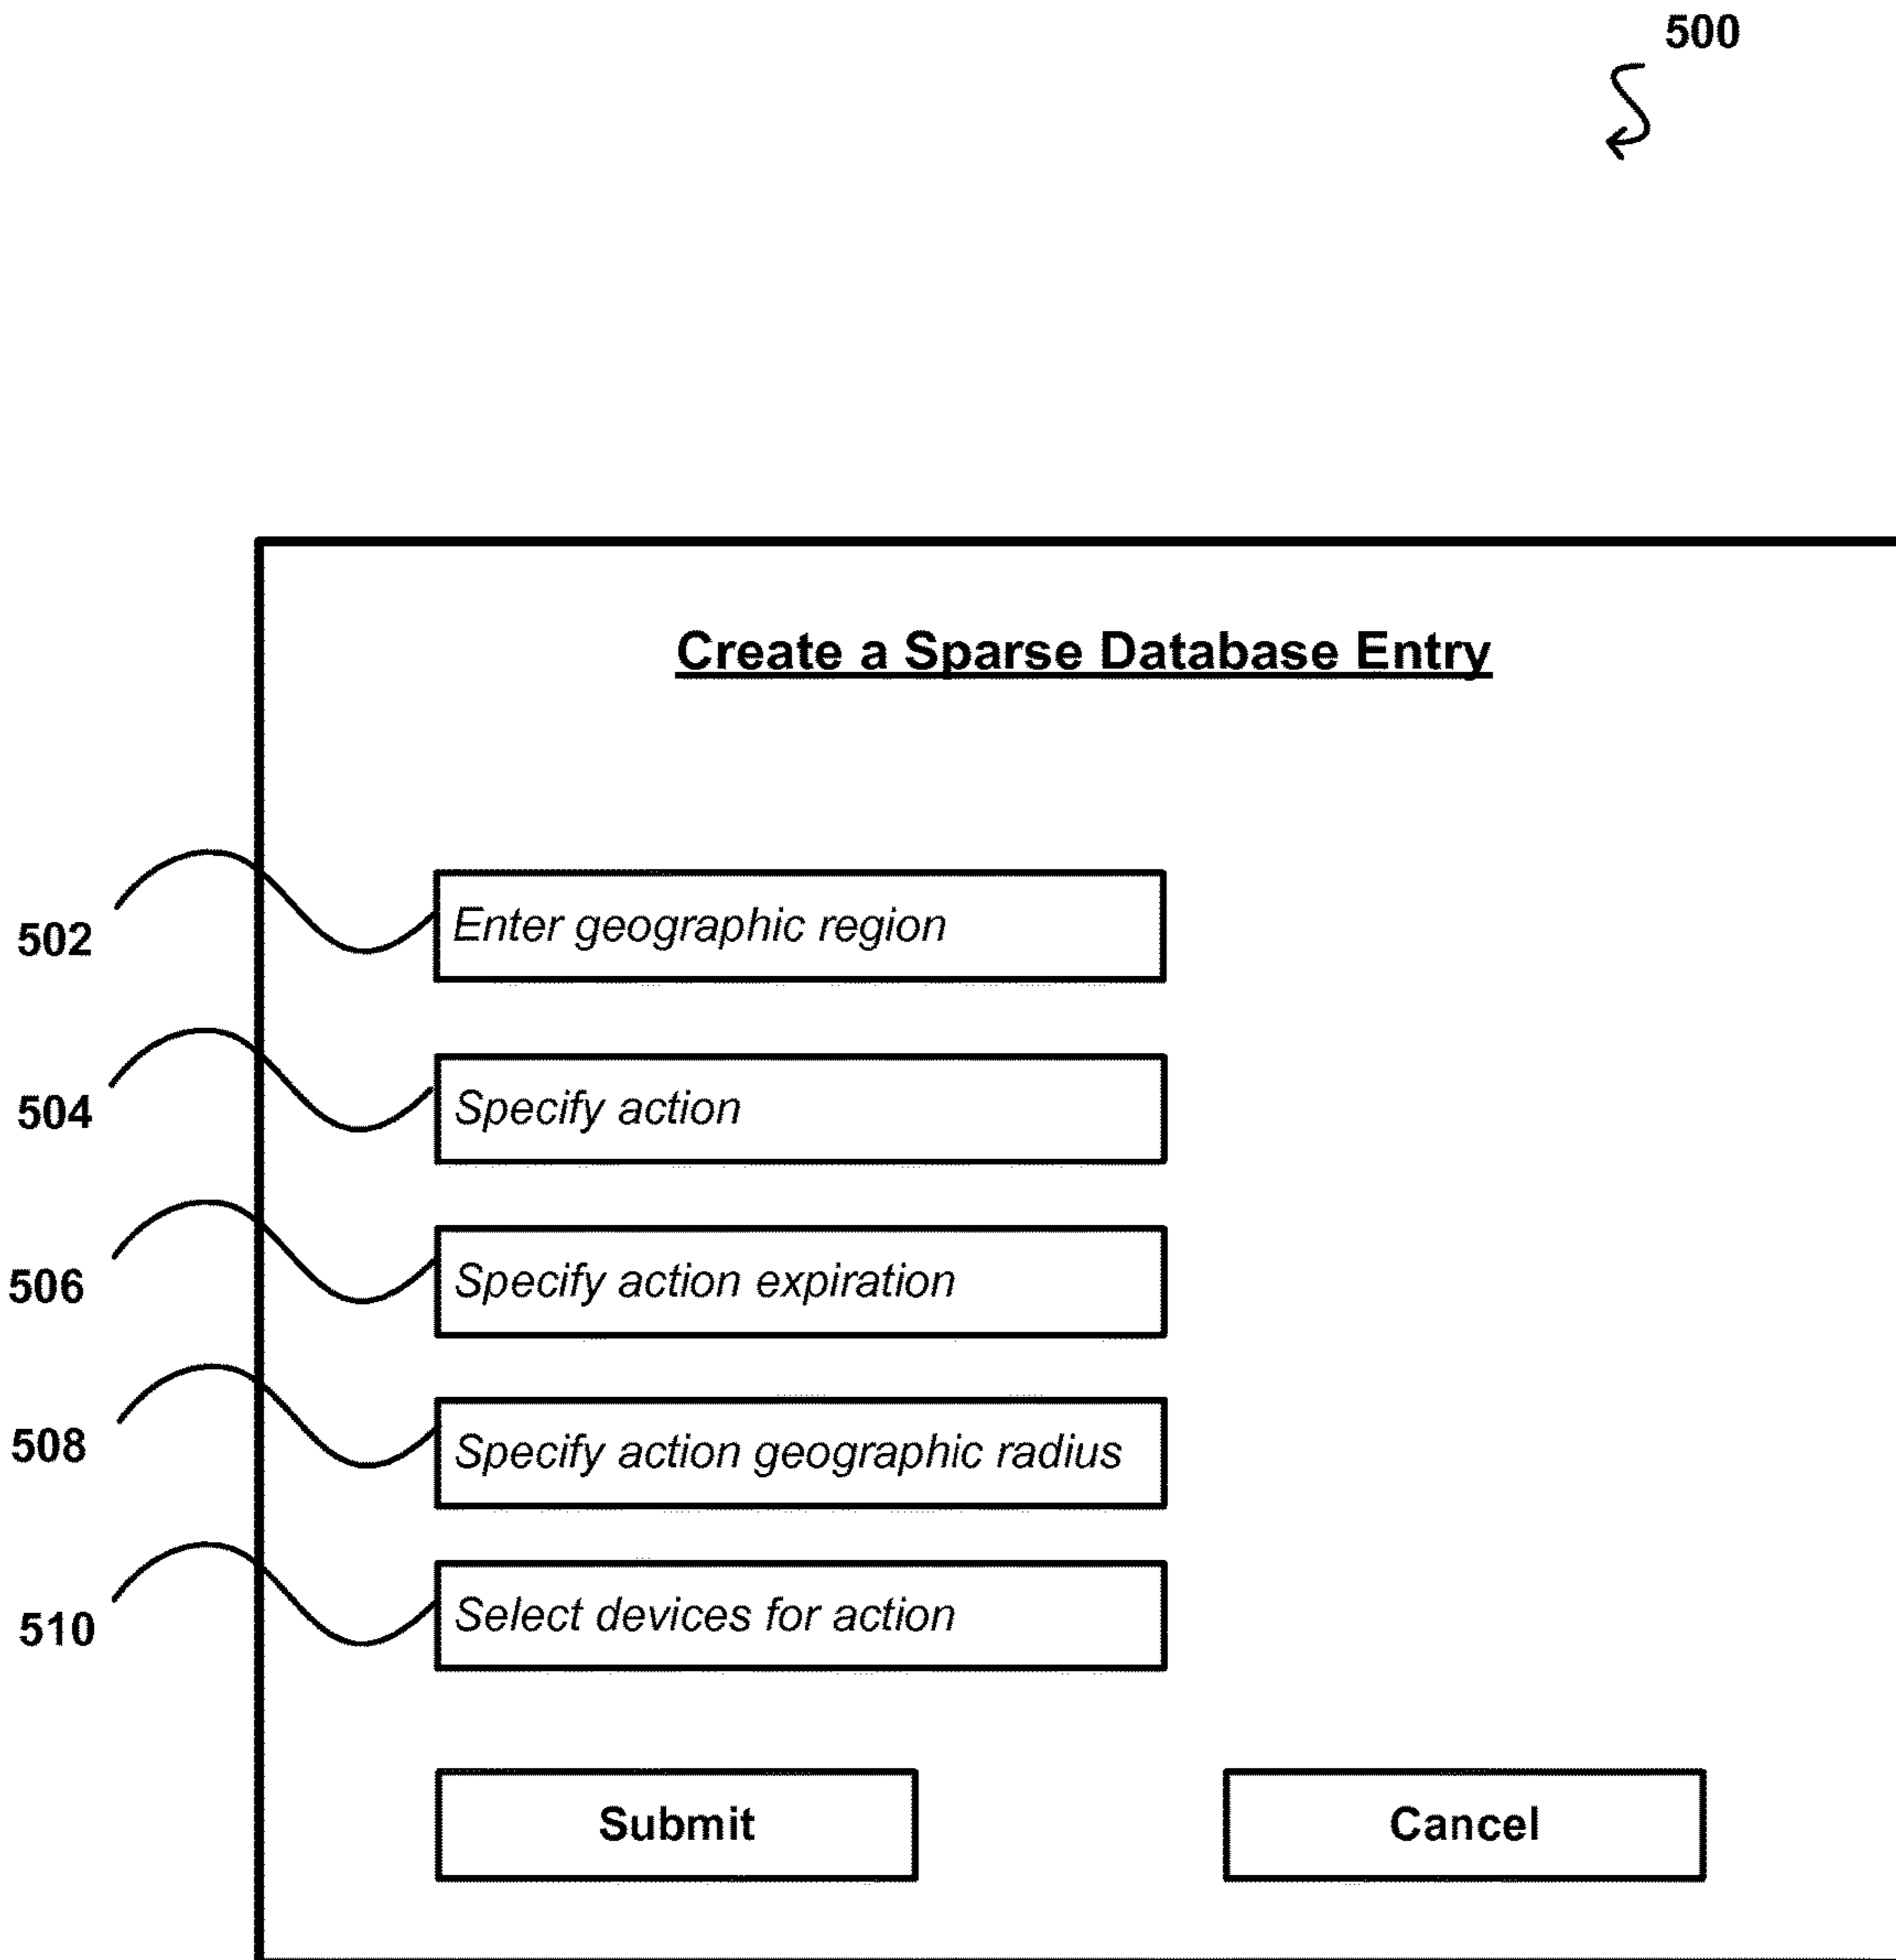 500
Create a Sparse Database Entry
502
Enter geographic region
504
Specify action
506
Specify action expiration
508
Specify action geographic radius
510
Select devices for action
Submit
Cancel